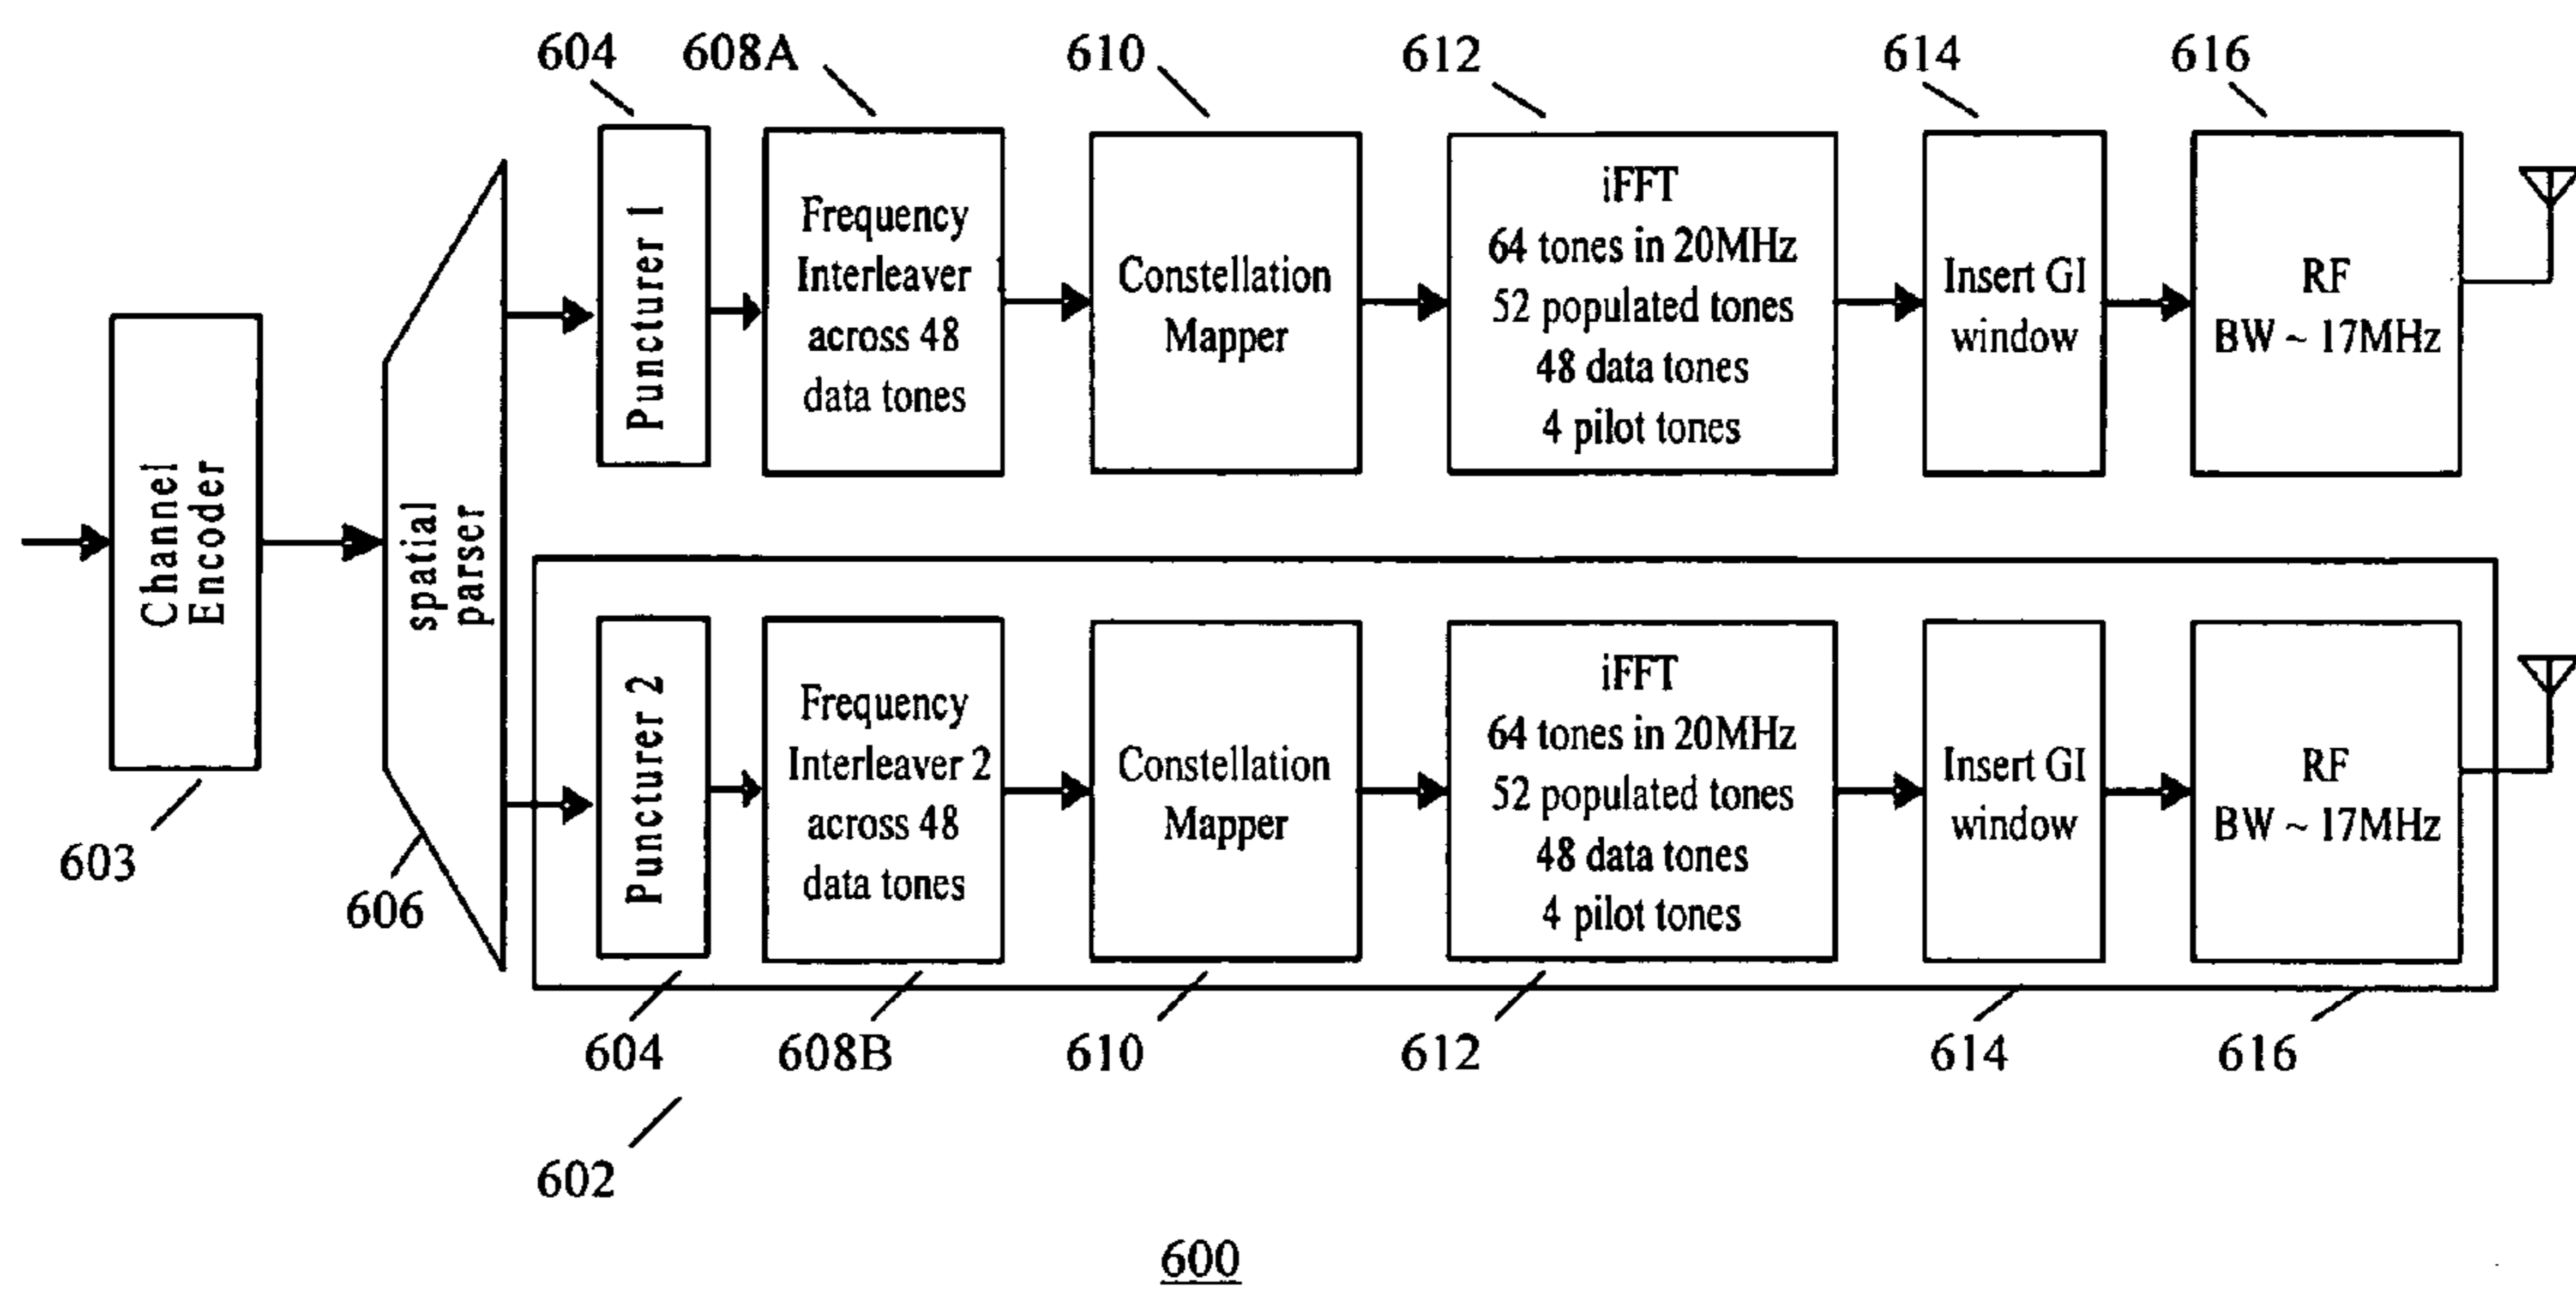 604
608A
610
612
614
616
Channel
Encoder
spatial
parser
Puncturer 1
Frequency
Interleaver
across 48
data tones
Constellation
Mapper
iFFT
64 tones in 20MHz
52 populated tones
48 data tones
4 pilot tones
Insert GI
window
RF
BW ~ 17MHz
Puncturer 2
Frequency
Interleaver 2
across 48
data tones
Constellation
Mapper
iFFT
64 tones in 20MHz
52 populated tones
48 data tones
4 pilot tones
Insert GI
window
RF
BW ~ 17MHz
603
606
604
608B
610
612
614
616
602
600